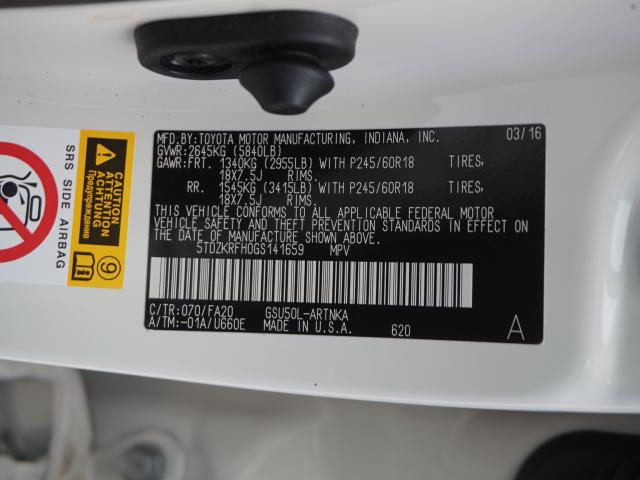 MFD.BY:TOYOTA MOTOR MANUFACTURING, INDIANA, INC. 03/16
GVWR:2645KG (5840LB)
GAWR:FRT. 1340KG (2955LB) WITH P245/60R18 TIRES,
18X7.5J RIMS.
RR. 1545KG (3415LB) WITH P245/60R18 TIRES,
18X7.5J RIMS.
THIS VEHICLE CONFORMS TO ALL APPLICABLE FEDERAL MOTOR
VEHICLE SAFETY AND THEFT PREVENTION STANDARDS IN EFFECT
ON THE DATE OF MANUFACTURE SHOWN ABOVE.
5TDZKRFH0GS141659 MPV
C/TR:070/FA20 GSU50L-ARTNKA
A/TM:-01A/U660E MADE IN U.S.A. 620 A
SRS SIDE AIRBAG
CAUTION
ATTENTION
ACHTUNG
Предупреждение
9